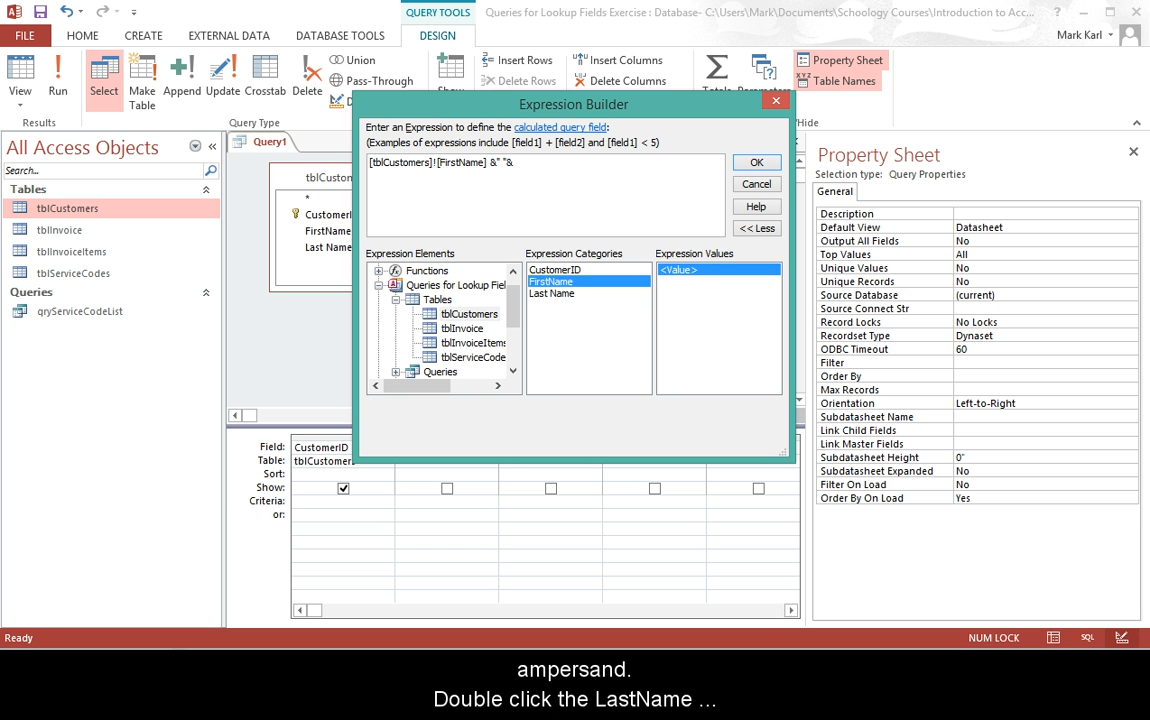 QUERY TOOLS
Queries for Lookup Fields Exercise : Database- C:\Users\Mark\Documents\Schoology Courses\Introduction to Acc...
FILE HOME CREATE EXTERNAL DATA DATABASE TOOLS DESIGN
Mark Karl
View
Run
Select
Make Table
Append
Update
Crosstab
Delete
Union
Pass-Through
Insert Rows
Delete Rows
Insert Columns
Delete Columns
Property Sheet
Table Names
Results
Query Type
/Hide
All Access Objects
Search...
Tables
tblCustomers
tblInvoice
tblInvoiceItems
tblServiceCodes
Queries
qryServiceCodeList
Query1
tblCustom
*
CustomerI
FirstName
Last Name
Expression Builder
Enter an Expression to define the calculated query field:
(Examples of expressions include [field1] + [field2] and [field1] < 5)
[tblCustomers]![FirstName] &" "&
OK
Cancel
Help
<< Less
Expression Elements
Functions
Queries for Lookup Fiel
Tables
tblCustomers
tblInvoice
tblInvoiceItems
tblServiceCode
Queries
Expression Categories
CustomerID
FirstName
Last Name
Expression Values
<Value>
Field: CustomerID
Table: tblCustomers
Sort:
Show:
Criteria:
or:
Property Sheet
Selection type: Query Properties
General
Description
Default View Datasheet
Output All Fields No
Top Values All
Unique Values No
Unique Records No
Source Database (current)
Source Connect Str
Record Locks No Locks
Recordset Type Dynaset
ODBC Timeout 60
Filter
Order By
Max Records
Orientation Left-to-Right
Subdatasheet Name
Link Child Fields
Link Master Fields
Subdatasheet Height 0"
Subdatasheet Expanded No
Filter On Load No
Order By On Load Yes
Ready
NUM LOCK
SQL
ampersand.
Double click the LastName ...